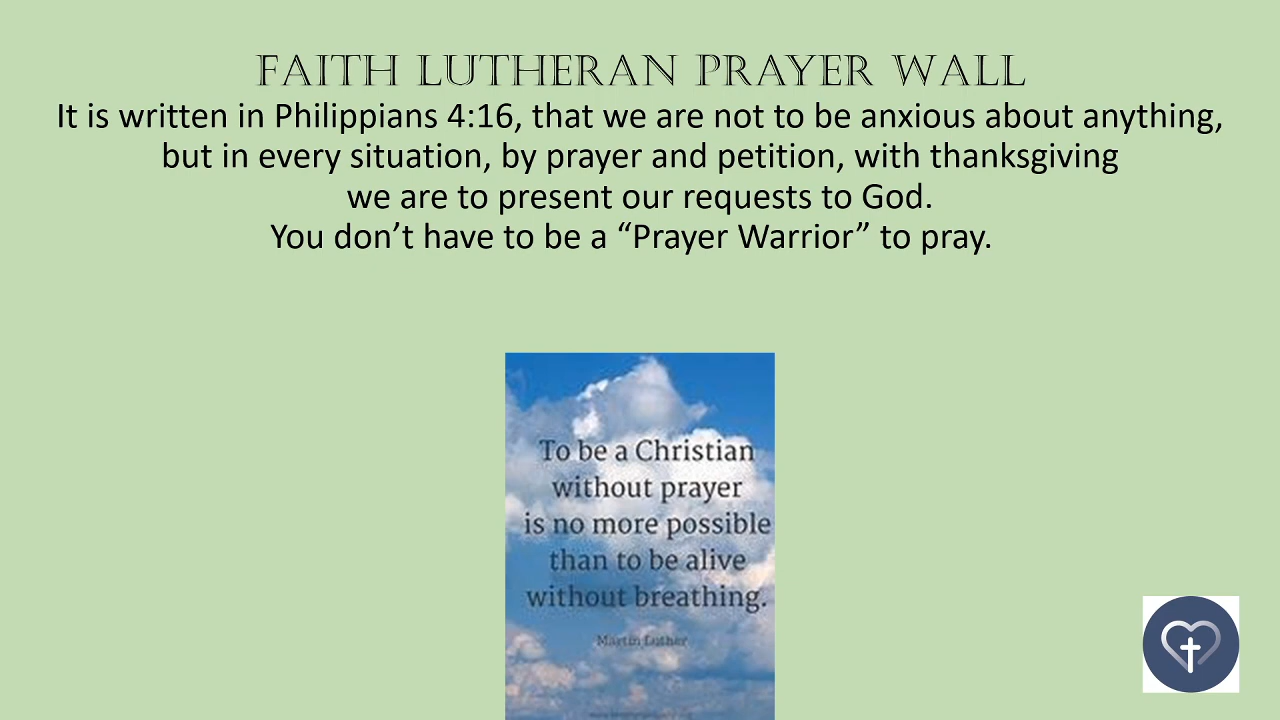 FAITH LUTHERAN PRAYER WALL
It is written in Philippians 4:16, that we are not to be anxious about anything,
but in every situation, by prayer and petition, with thanksgiving
we are to present our requests to God.
You don’t have to be a “Prayer Warrior” to pray.
To be a Christian
without prayer
is no more possible
than to be alive
without breathing.
Martin Luther